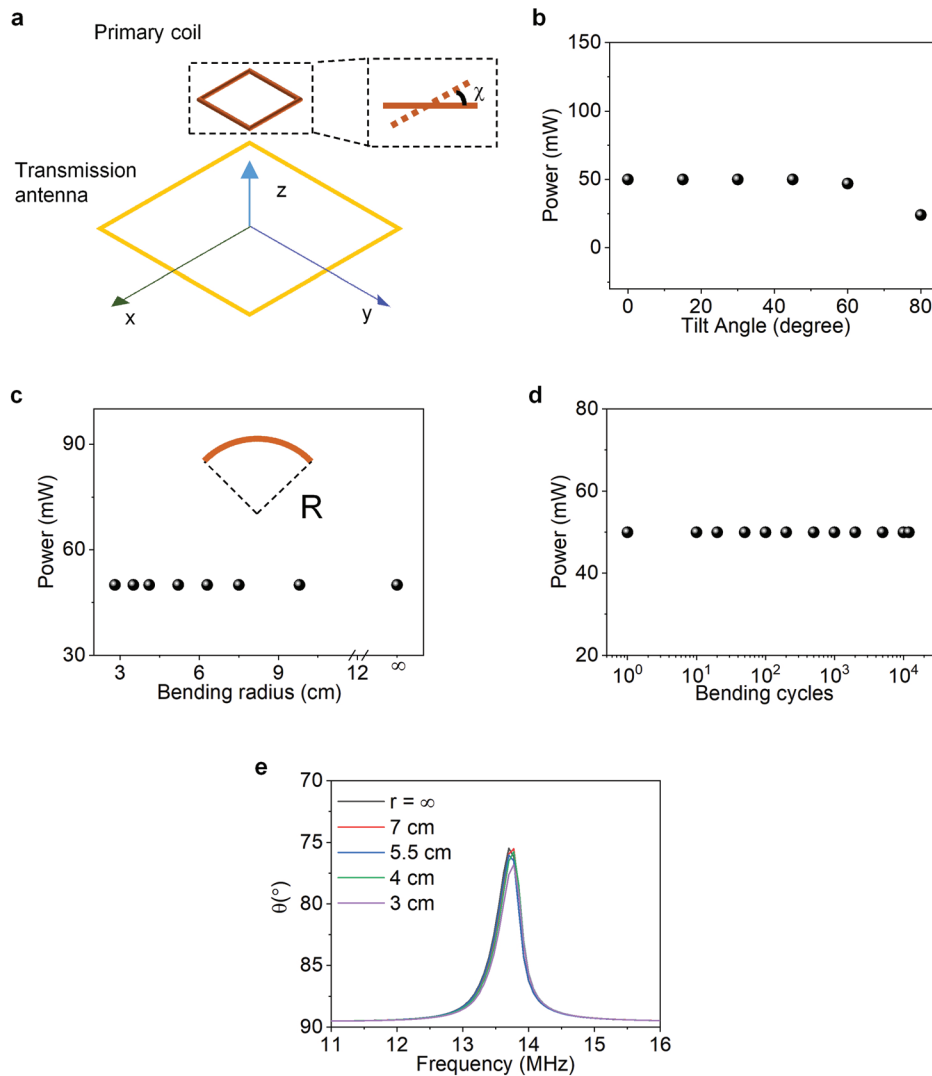 a
Primary coil
χ
Transmission
antenna
z
x
y
b
150
100
50
0
Power (mW)
0 20 40 60 80
Tilt Angle (degree)
c
90
60
30
Power (mW)
R
3 6 9 12 ∞
Bending radius (cm)
d
80
60
40
20
Power (mW)
10⁰ 10¹ 10² 10³ 10⁴
Bending cycles
e
70
75
80
85
90
θ(°)
r = ∞
7 cm
5.5 cm
4 cm
3 cm
11 12 13 14 15 16
Frequency (MHz)